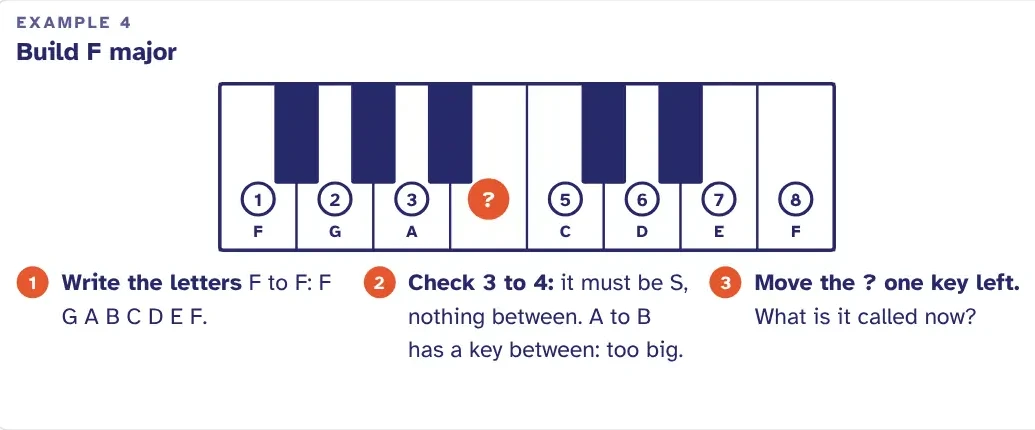 EXAMPLE 4
Build F major
1 2 3 ? 5 6 7 8
F G A C D E F
1 Write the letters F to F: F
G A B C D E F.
2 Check 3 to 4: it must be S,
nothing between. A to B
has a key between: too big.
3 Move the ? one key left.
What is it called now?